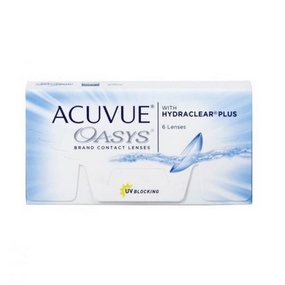 ACUVUE®
OASYS®
BRAND CONTACT LENSES
WITH
HYDRACLEAR® PLUS
6 Lenses
UV BLOCKING